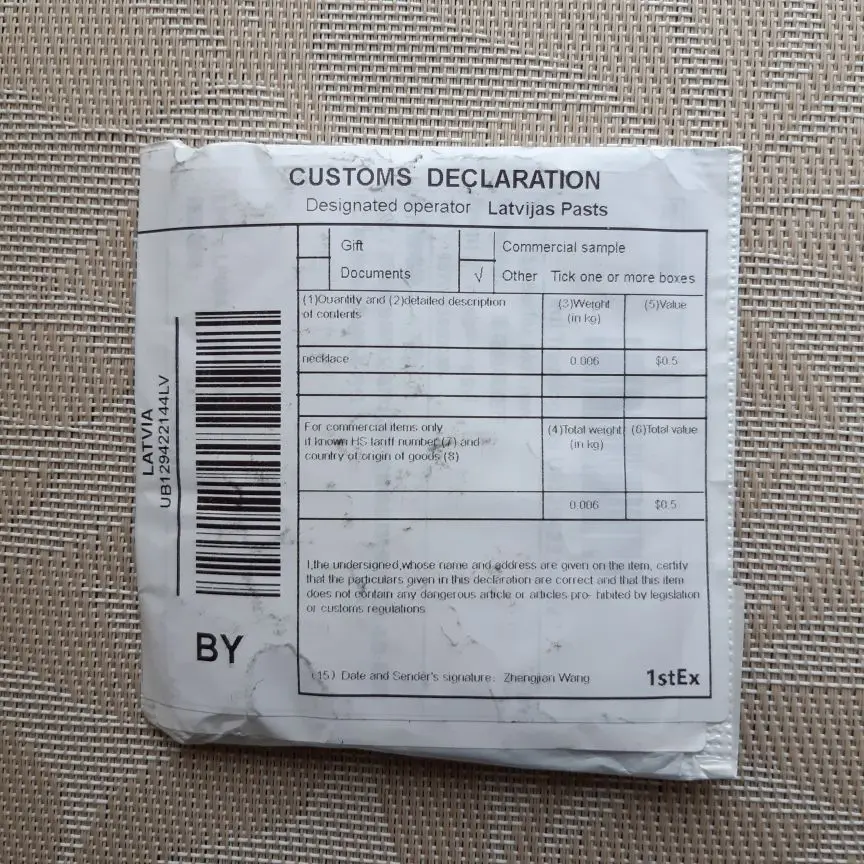 CUSTOMS DECLARATION
Designated operator Latvijas Pasts
Gift
Commercial sample
Documents
√ Other Tick one or more boxes
(1)Quantity and (2)detailed description
of contents
(3)Weight
(in kg)
(5)Value
necklace 0.006 $0.5
For commercial items only
if known HS tariff number (7) and
country of origin of goods (8)
(4)Total weight
(in kg)
(6)Total value
0.006 $0.5
I,the undersigned,whose name and address are given on the item, certify
that the particulars given in this declaration are correct and that this item
does not contain any dangerous article or articles pro- hibited by legislation
or customs regulations
(15) Date and Sender's signature: Zhengjian Wang
1stEx
LATVIA
UB129422144LV
BY